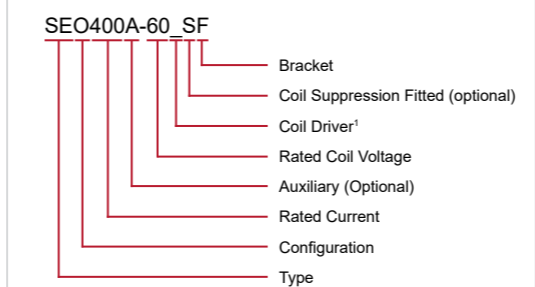 SEO400A-60_SF
Bracket
Coil Suppression Fitted (optional)
Coil Driver¹
Rated Coil Voltage
Auxiliary (Optional)
Rated Current
Configuration
Type